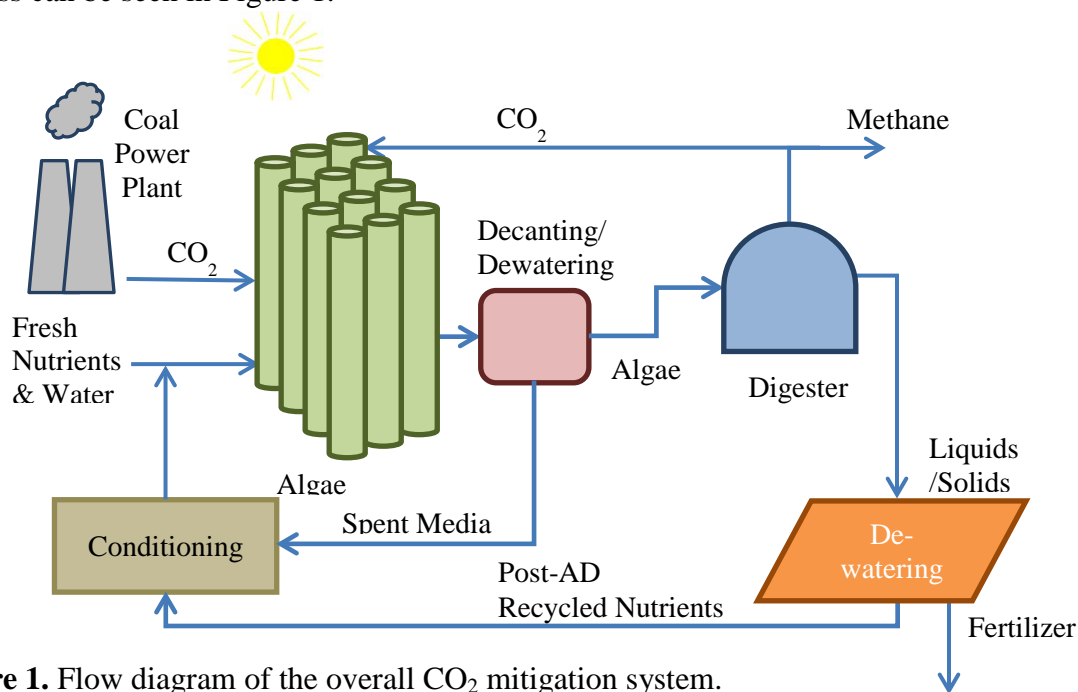 ss can be seen in Figure 1.
Coal
Power
Plant
CO2
Methane
CO2
Decanting/
Dewatering
Fresh
Nutrients
& Water
Algae
Digester
Algae
Liquids
/Solids
Spent Media
Conditioning
De-
watering
Post-AD
Recycled Nutrients
Fertilizer
re 1. Flow diagram of the overall CO2 mitigation system.